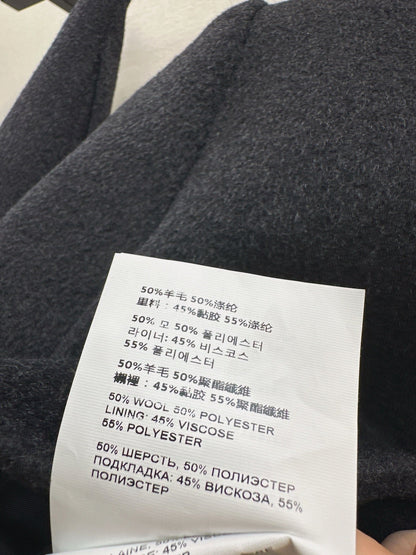 50%羊毛 50%涤纶
里料：45%黏胶 55%涤纶
50% 모 50% 폴리에스터
라이너: 45% 비스코스
55% 폴리에스터
50%羊毛 50%聚酯纖維
襯裡：45%黏膠 55%聚酯纖維
50% WOOL 50% POLYESTER
LINING: 45% VISCOSE
55% POLYESTER
50% ШЕРСТЬ, 50% ПОЛИЭСТЕР
ПОДКЛАДКА: 45% ВИСКОЗА, 55%
ПОЛИЭСТЕР